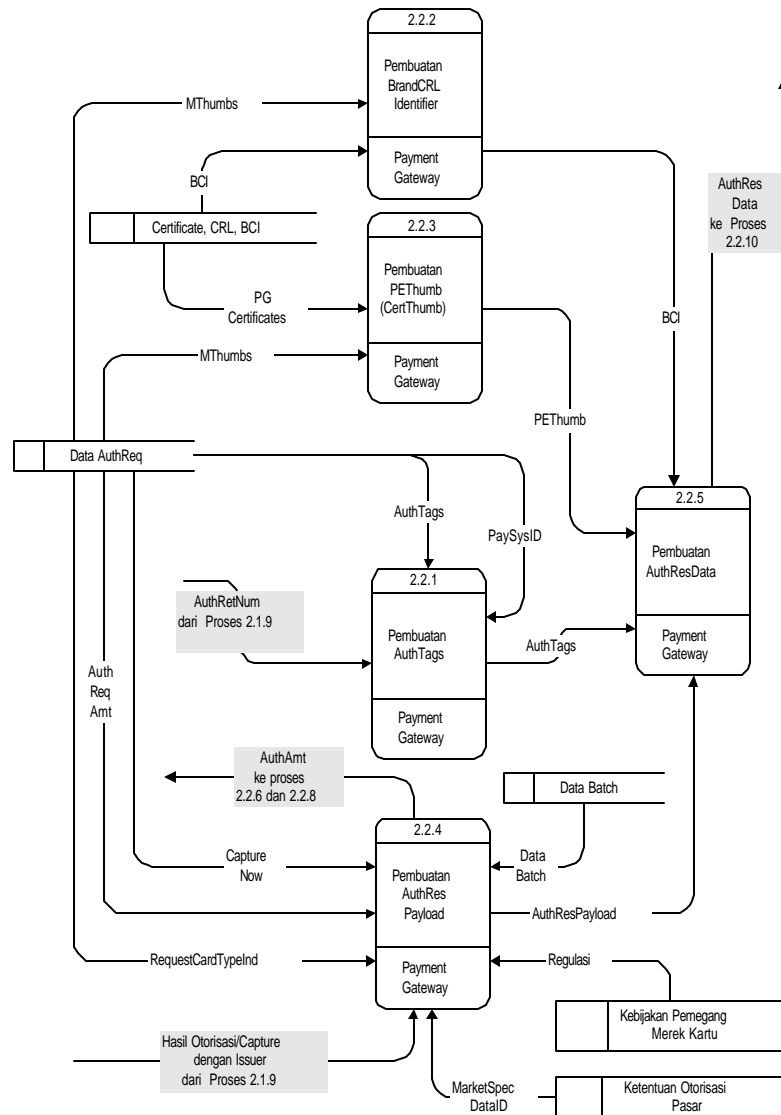 2.2.2
Pembuatan
BrandCRL
Identifier
Payment
Gateway
MThumbs
BCI
Certificate, CRL, BCI
2.2.3
Pembuatan
PEThumb
(CertThumb)
Payment
Gateway
PG
Certificates
MThumbs
AuthRes
Data
ke Proses
2.2.10
BCI
PEThumb
Data AuthReq
AuthTags
PaySysID
2.2.5
Pembuatan
AuthResData
Payment
Gateway
2.2.1
Pembuatan
AuthTags
Payment
Gateway
AuthRetNum
dari Proses 2.1.9
AuthTags
Auth
Req
Amt
AuthAmt
ke proses
2.2.6 dan 2.2.8
Data Batch
2.2.4
Pembuatan
AuthRes
Payload
Payment
Gateway
Capture
Now
Data
Batch
AuthResPayload
RequestCardTypeInd
Regulasi
Kebijakan Pemegang
Merek Kartu
Hasil Otorisasi/Capture
dengan Issuer
dari Proses 2.1.9
MarketSpec
DataID
Ketentuan Otorisasi
Pasar